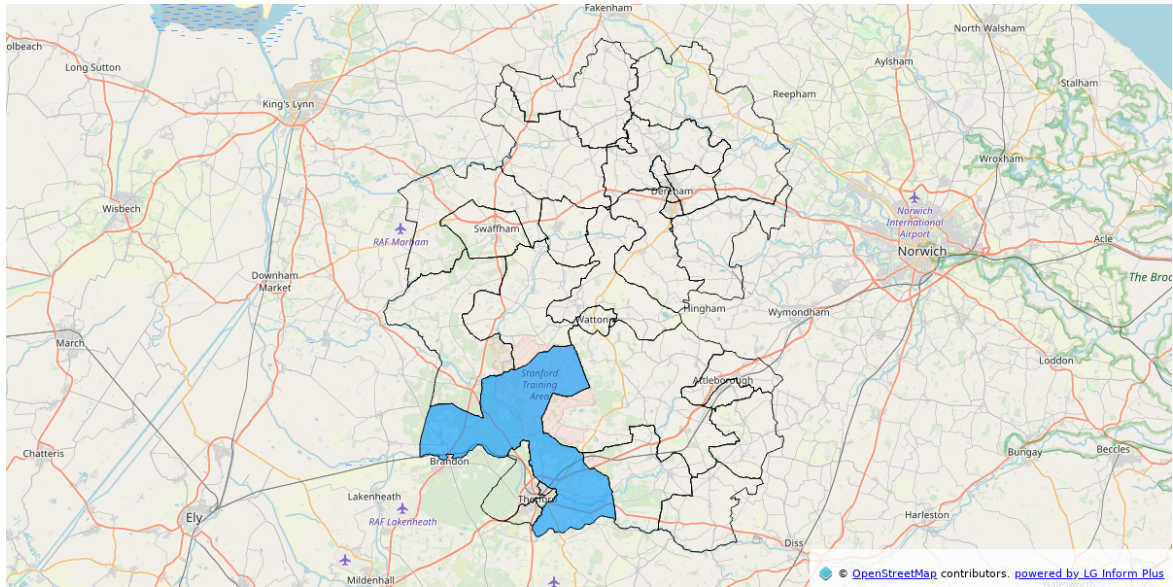 Fakenham
North Walsham
olbeach
Long Sutton
Aylsham
Stalham
King's Lynn
Reepham
Wroxham
Wisbech
Dereham
Norwich
International
Airport
Swaffham
RAF Marham
Acle
Norwich
Downham
Market
The Broa
Hingham
Wymondham
Watton
March
Loddon
Stanford
Training
Area
Attleborough
Chatteris
Brandon
Bungay
Beccles
Lakenheath
Thetford
RAF Lakenheath
Ely
Harleston
Diss
Mildenhall
© OpenStreetMap contributors. powered by LG Inform Plus